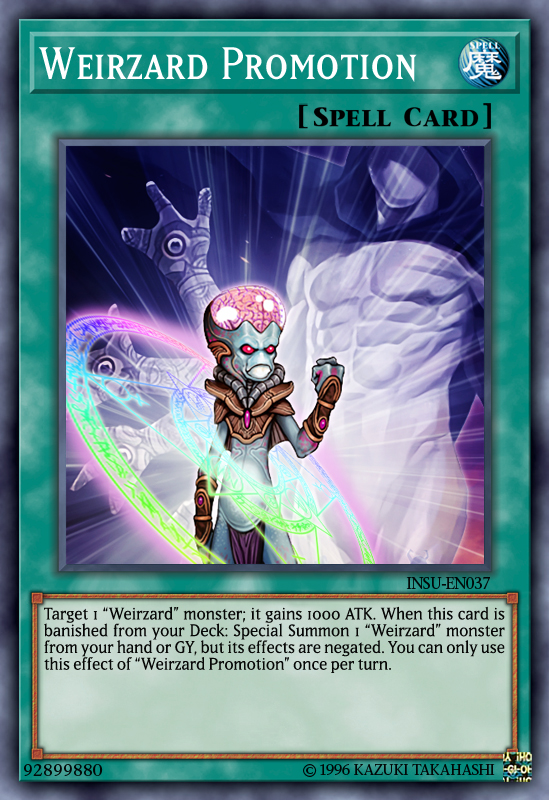 Weirzard Promotion
SPELL
魔
[Spell Card]
INSU-EN037
Target 1 “Weirzard” monster; it gains 1000 ATK. When this card is
banished from your Deck: Special Summon 1 “Weirzard” monster
from your hand or GY, but its effects are negated. You can only use
this effect of “Weirzard Promotion” once per turn.
92899880
© 1996 KAZUKI TAKAHASHI